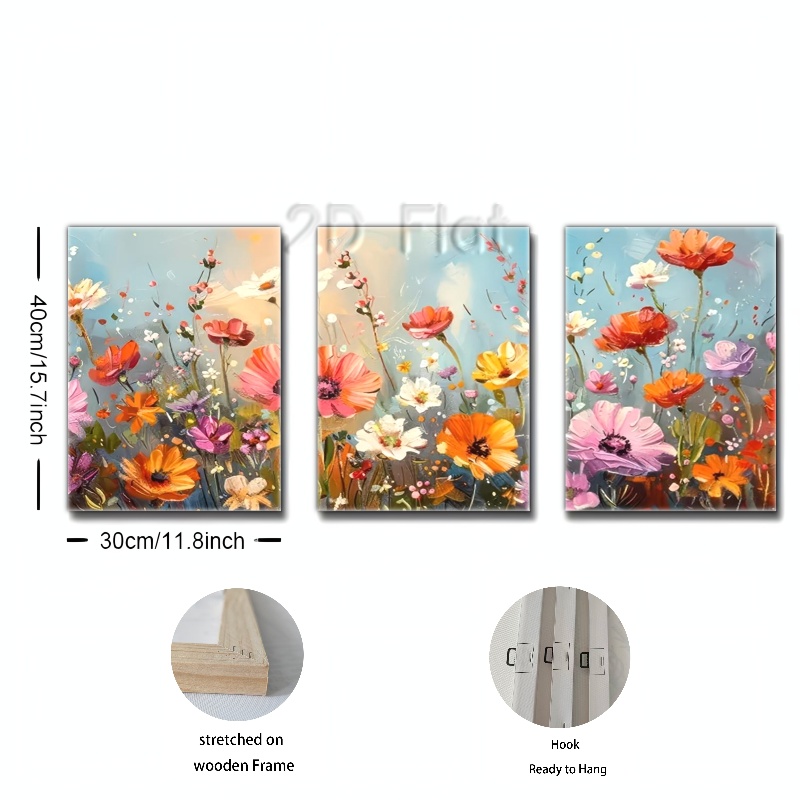 2D Flat.
40cm/15.7inch
30cm/11.8inch
stretched on
wooden Frame
Hook
Ready to Hang